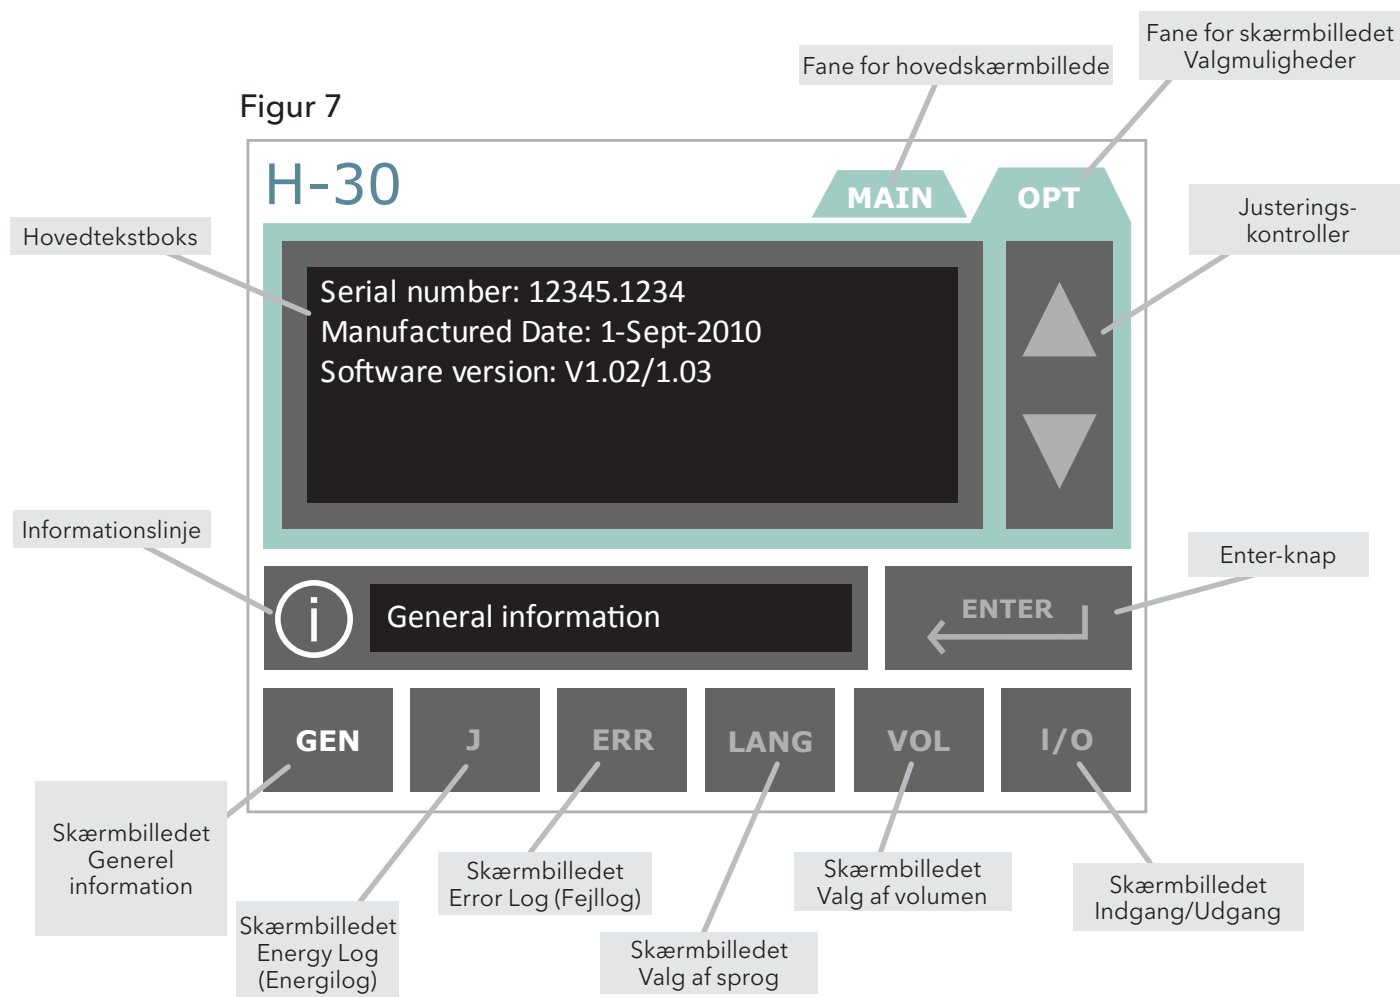 Fane for skærmbilledet
Valgmuligheder
Fane for hovedskærmbillede
Figur 7
H-30
MAIN
OPT
Justerings-
kontroller
Hovedtekstboks
Serial number: 12345.1234
Manufactured Date: 1-Sept-2010
Software version: V1.02/1.03
Informationslinje
Enter-knap
i
General information
ENTER
GEN
J
ERR
LANG
VOL
I/O
Skærmbilledet
Generel
information
Skærmbilledet
Energy Log
(Energilog)
Skærmbilledet
Error Log (Fejllog)
Skærmbilledet
Valg af sprog
Skærmbilledet
Valg af volumen
Skærmbilledet
Indgang/Udgang